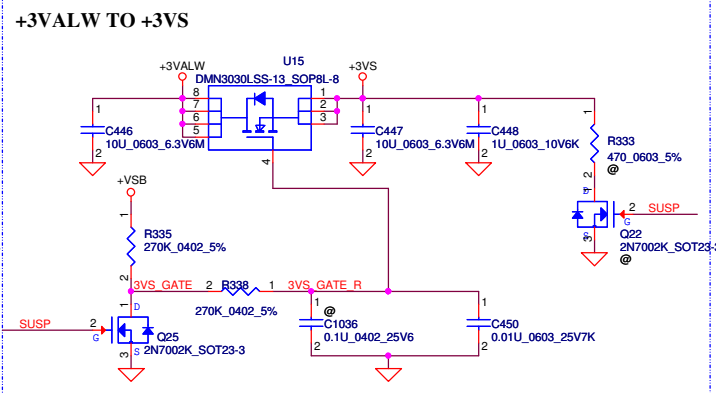 +3VALW TO +3VS
U15
+3VALW
+3VS
DMN3030LSS-13_SOP8L-8
8
7
6
5
1
2
3
4
1
C446
10U_0603_6.3V6M
2
1
C447
10U_0603_6.3V6M
2
1
C448
1U_0603_10V6K
2
1
R333
470_0603_5%
@
2
1
D
2
SUSP
G
S
3
Q22
2N7002K_SOT23-3
@
+VSB
1
R335
270K_0402_5%
2
3VS_GATE
2
R338
1
3VS_GATE_R
270K_0402_5%
1
D
SUSP
2
G
Q25
S
2N7002K_SOT23-3
3
1
@
C1036
0.1U_0402_25V6
2
1
C450
0.01U_0603_25V7K
2